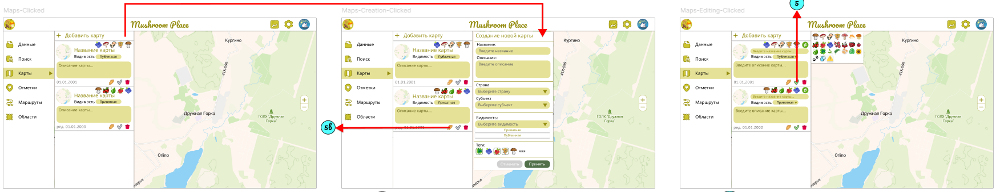 Maps-Clicked
Mushroom Place
Данные
Поиск
Карты
Отметки
Маршруты
Области
+ Добавить карту
Название карты
Видимость Публичная
Описание карты...
01.01.2001
Название карты
Видимость Приватная
Описание карты...
ред. 01.01.2000
Кургино
41К-099
Дружная Горка
ГОЛХ "Дружная
Горка"
Orlino
+
−
Maps-Creation-Clicked
Mushroom Place
Данные
Поиск
Карты
Отметки
Маршруты
Области
+ Добавить карту
Название карты
Видимость Публичная
Описание карты...
01.01.2001
Название карты
Видимость Приватная
Описание карты...
ред. 01.01.2000
5в
Создание новой карты
Название:
Введите название
Описание:
Введите описание
Страна
Выберите страну
Субъект
Выберите субъект
Видимость:
Выберите видимость
Приватная
Публичная
Теги:
Отменить
Принять
Кургино
41К-099
ГОЛХ "Дружная
Горка"
+
−
5
Maps-Editing-Clicked
Mushroom Place
Данные
Поиск
Карты
Отметки
Маршруты
Области
+ Добавить карту
Введите название карты...
Видимость Публичная
Введите описание карты...
01.01.2001
Введите название карты...
Видимость Приватная
Введите описание карты...
ред. 01.01.2000
Кургино
41К-099
Дружная Горка
ГОЛХ "Дружная
Горка"
Orlino
+
−